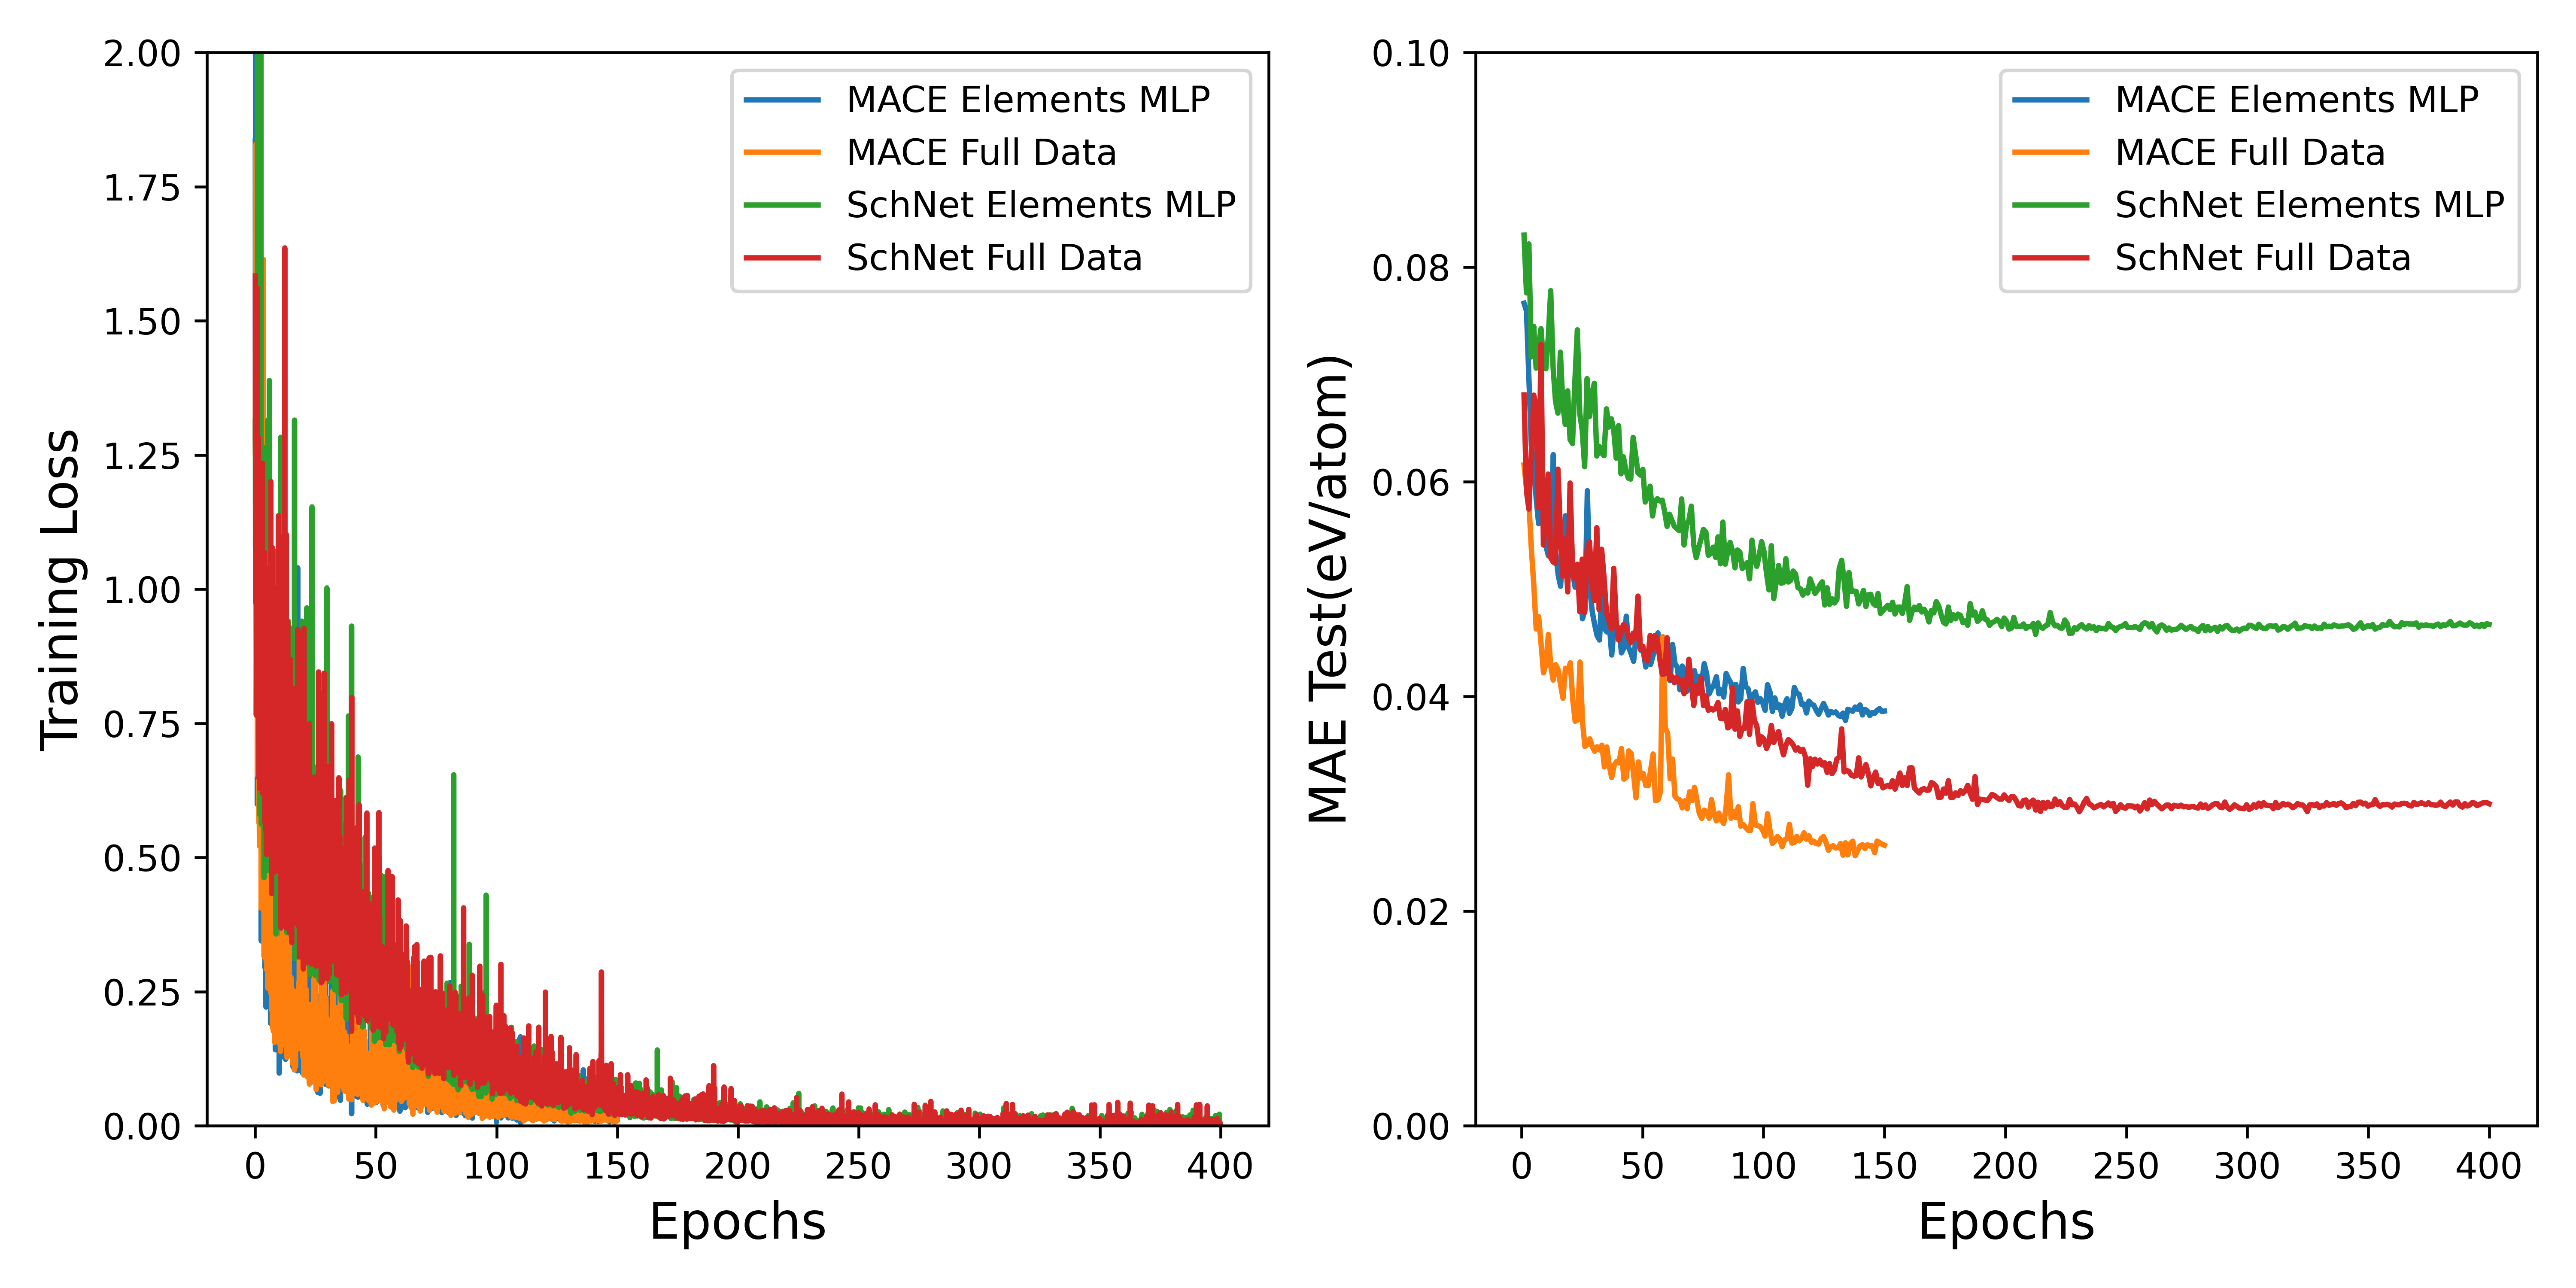 2.00
1.75
1.50
1.25
1.00
0.75
0.50
0.25
0.00
Training Loss
MACE Elements MLP
MACE Full Data
SchNet Elements MLP
SchNet Full Data
0 50 100 150 200 250 300 350 400
Epochs
0.10
0.08
0.06
0.04
0.02
0.00
MAE Test(eV/atom)
MACE Elements MLP
MACE Full Data
SchNet Elements MLP
SchNet Full Data
0 50 100 150 200 250 300 350 400
Epochs